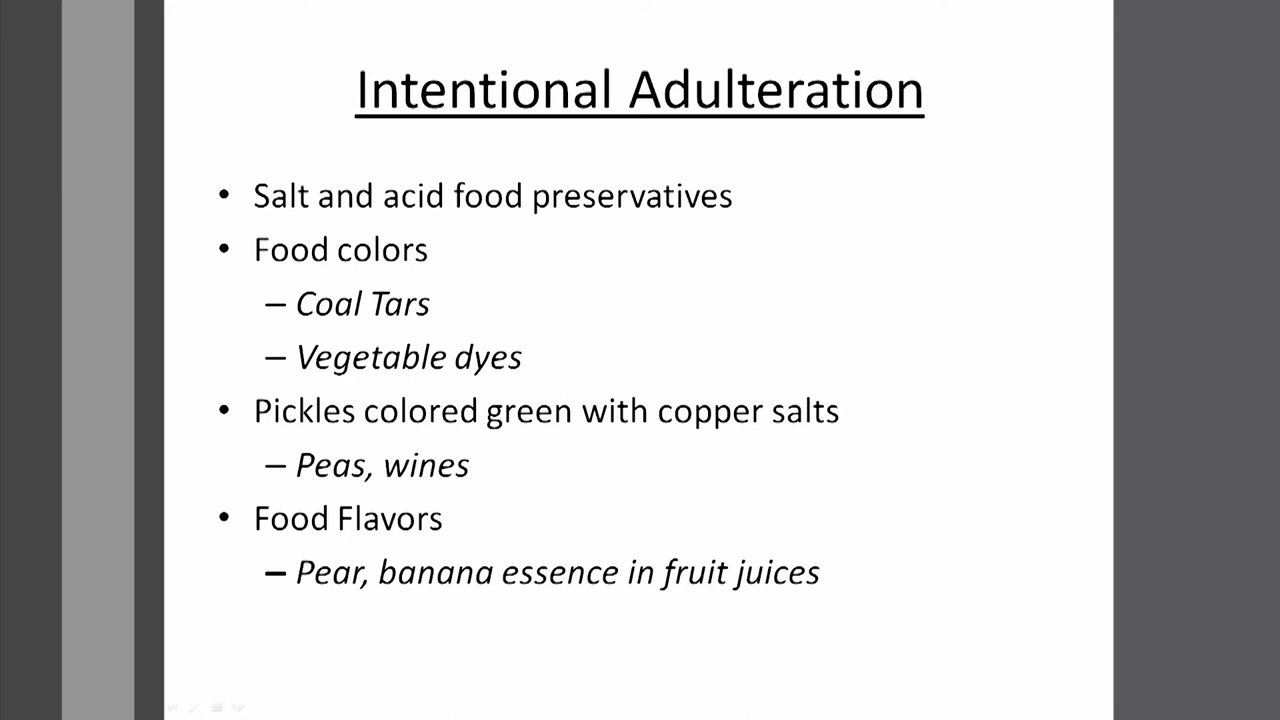 Intentional Adulteration
• Salt and acid food preservatives
• Food colors
– Coal Tars
– Vegetable dyes
• Pickles colored green with copper salts
– Peas, wines
• Food Flavors
– Pear, banana essence in fruit juices